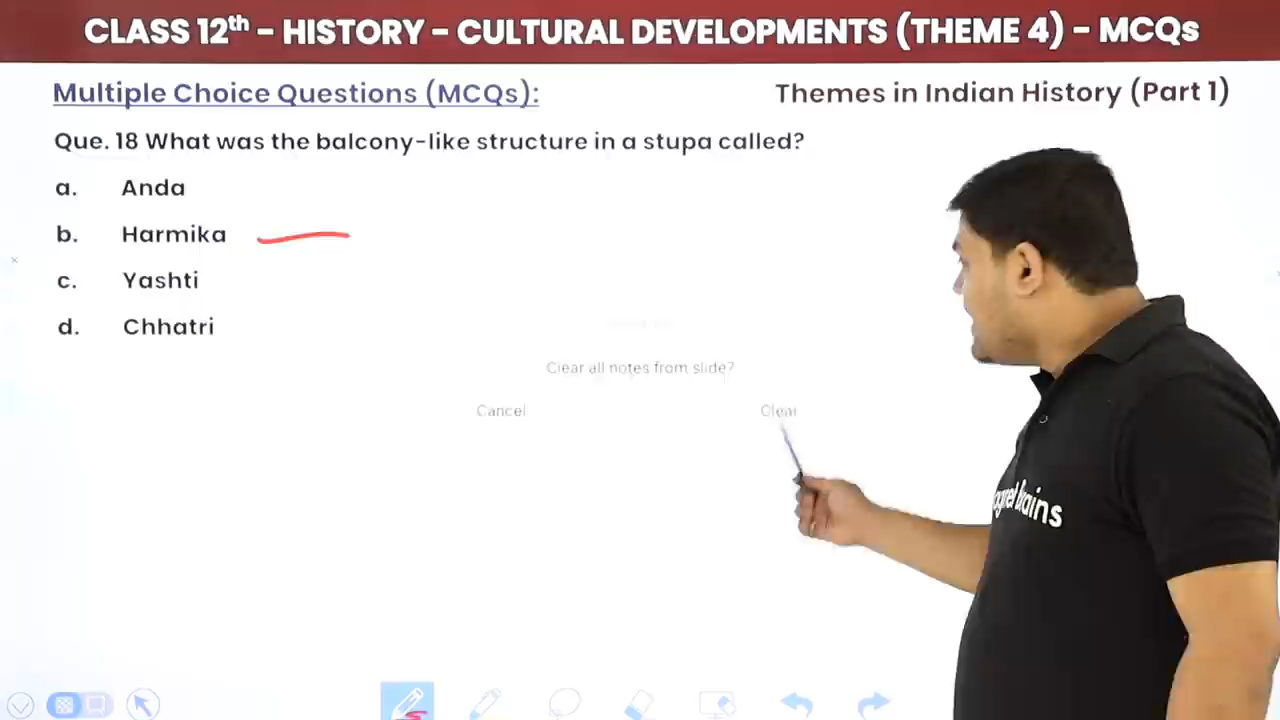 CLASS 12th – HISTORY – CULTURAL DEVELOPMENTS (THEME 4) – MCQs
Multiple Choice Questions (MCQs):
Themes in Indian History (Part 1)
Que. 18 What was the balcony-like structure in a stupa called?
a. Anda
b. Harmika
c. Yashti
d. Chhatri
Clear all notes from slide?
Cancel
Clear